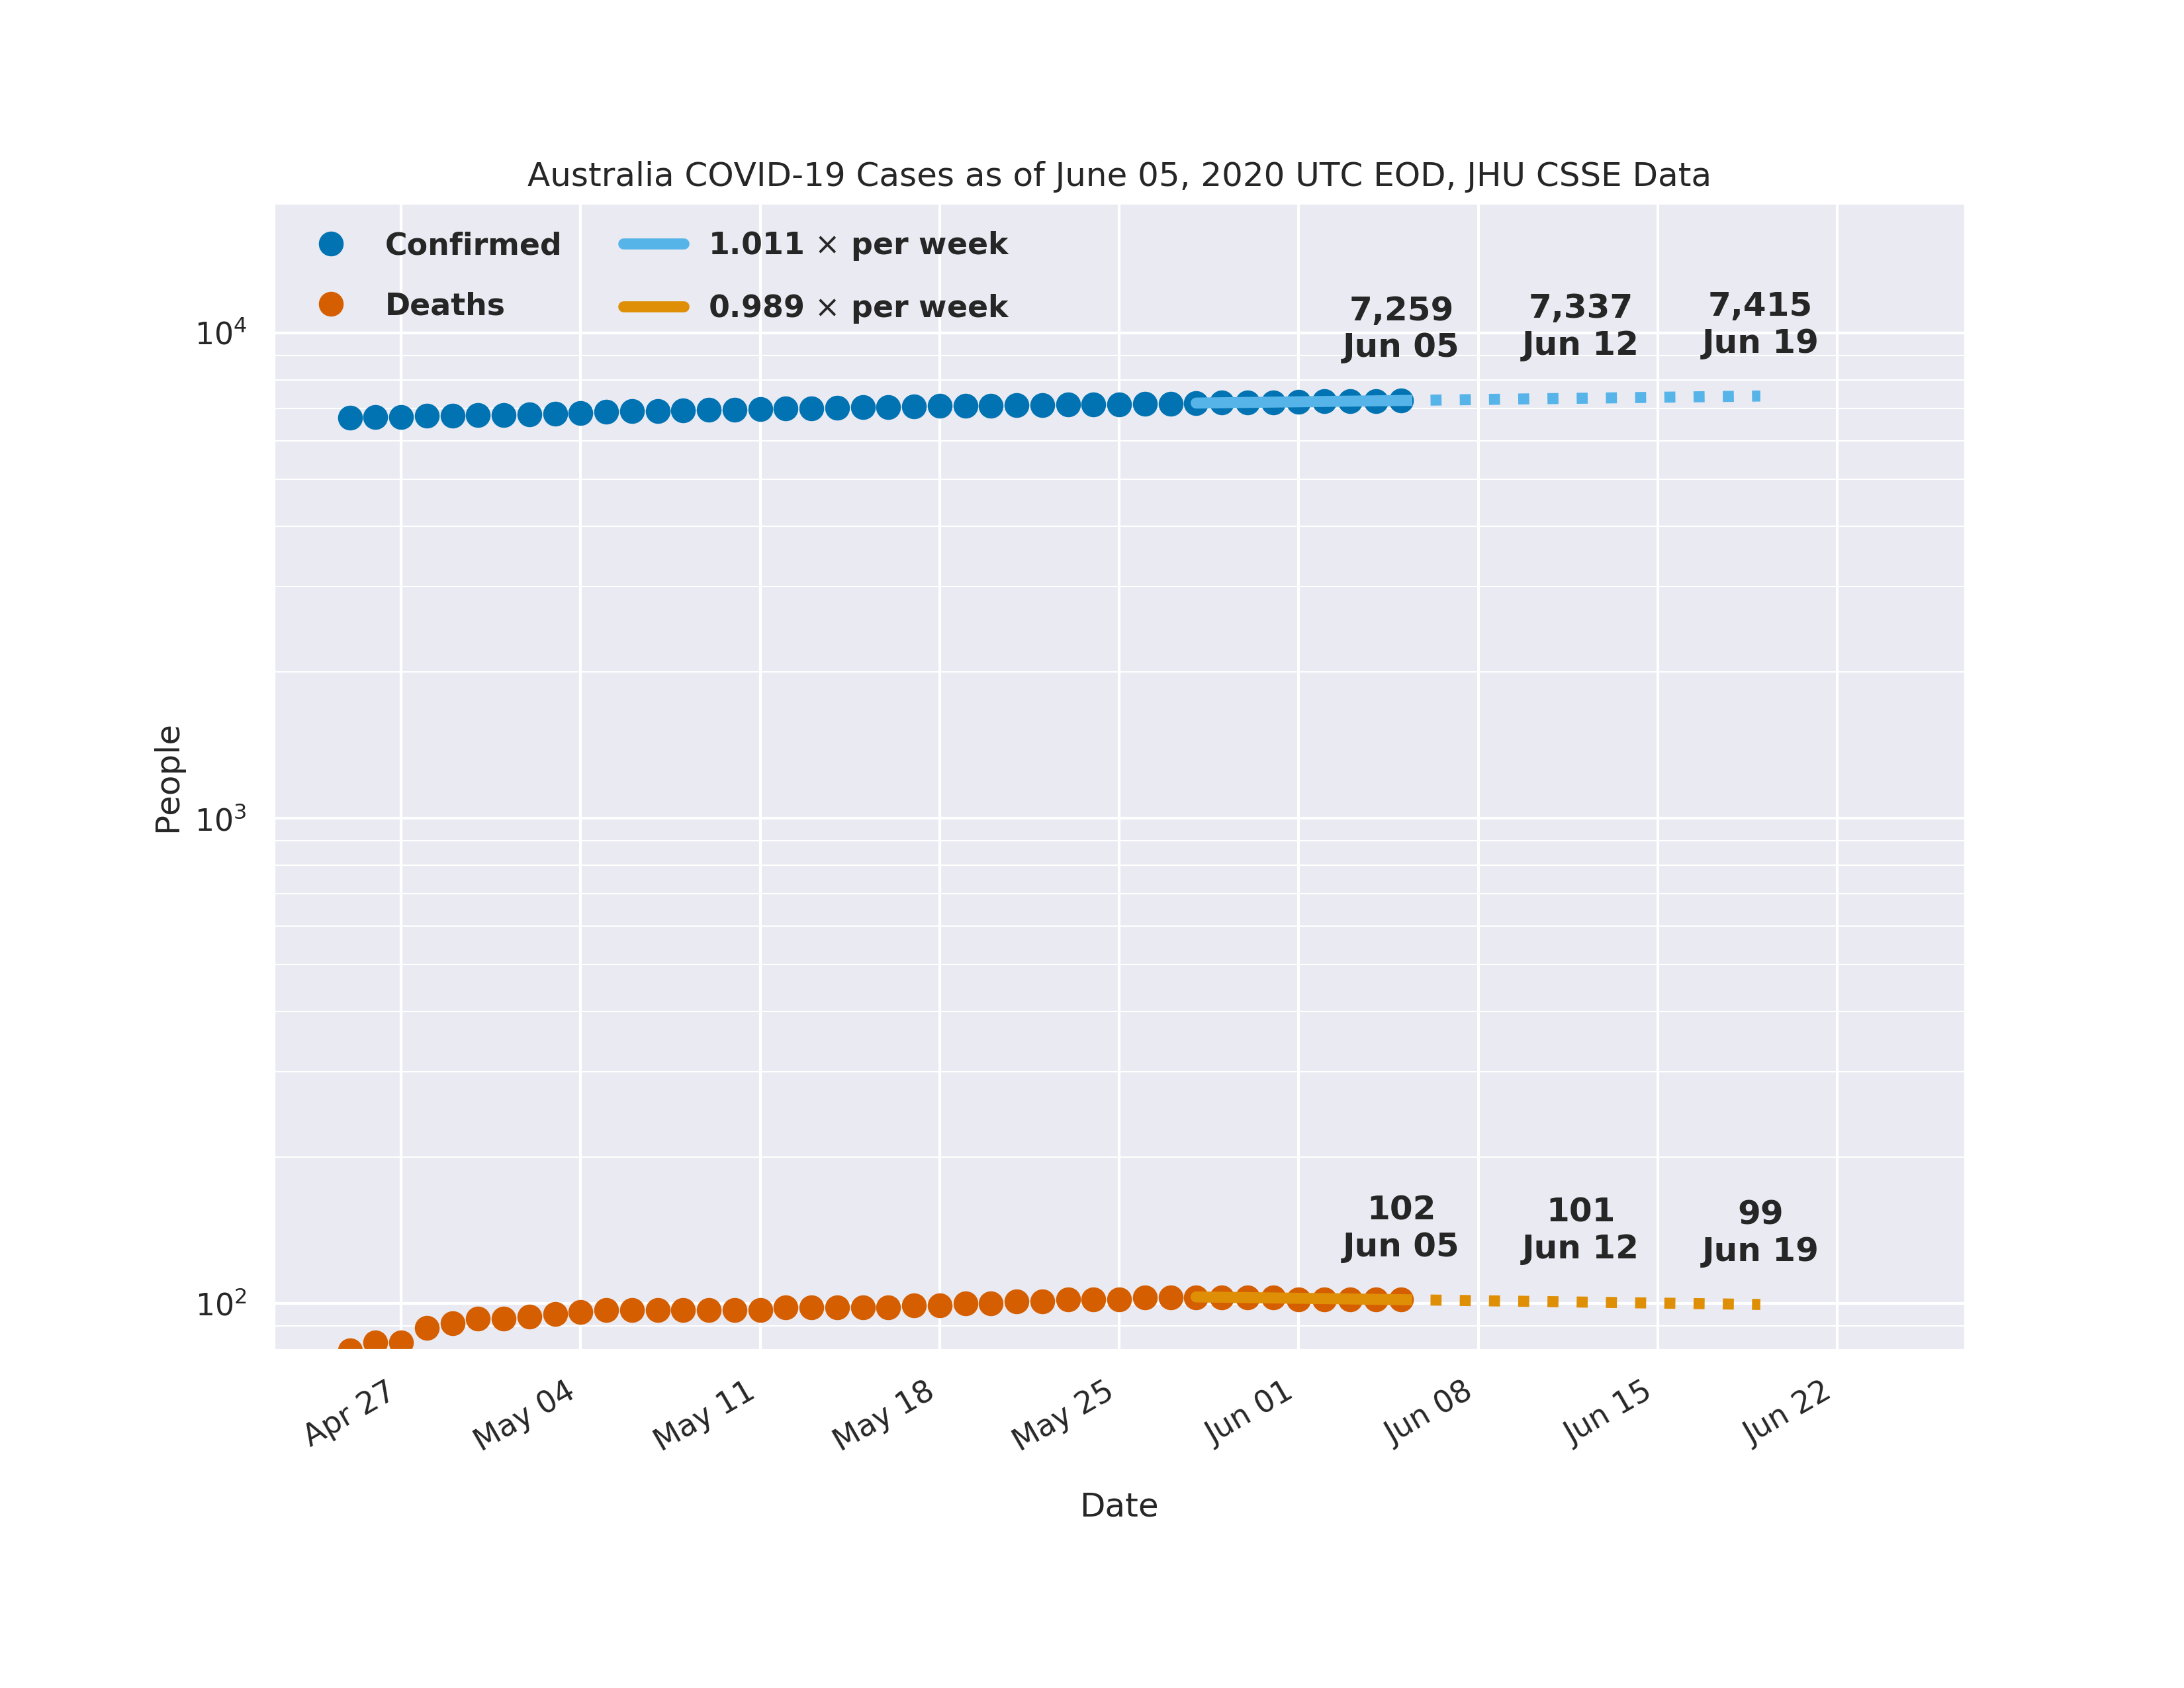 Australia COVID-19 Cases as of June 05, 2020 UTC EOD, JHU CSSE Data
Confirmed
Deaths
1.011 × per week
0.989 × per week
7,259
Jun 05
7,337
Jun 12
7,415
Jun 19
10⁴
10³
10²
People
102
Jun 05
101
Jun 12
99
Jun 19
Apr 27
May 04
May 11
May 18
May 25
Jun 01
Jun 08
Jun 15
Jun 22
Date